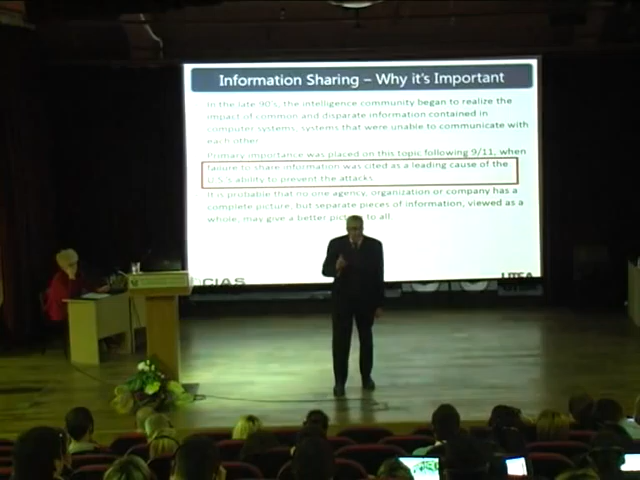 Information Sharing – Why it's Important
In the late 90's, the intelligence community began to realize the
impact of common and disparate information contained in
computer systems; systems that were unable to communicate with
each other
Primary importance was placed on this topic following 9/11, when
failure to share information was cited as a leading cause of the
U.S.'s ability to prevent the attacks
It is probable that no one agency, organization or company has a
complete picture, but separate pieces of information, viewed as a
whole, may give a better to all
CIAS
UTSA